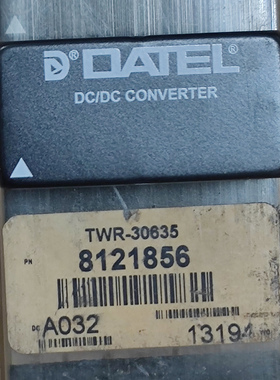 ® DATEL ®
DC/DC CONVERTER
TWR-30635
PN
8121856
DC A032
13194